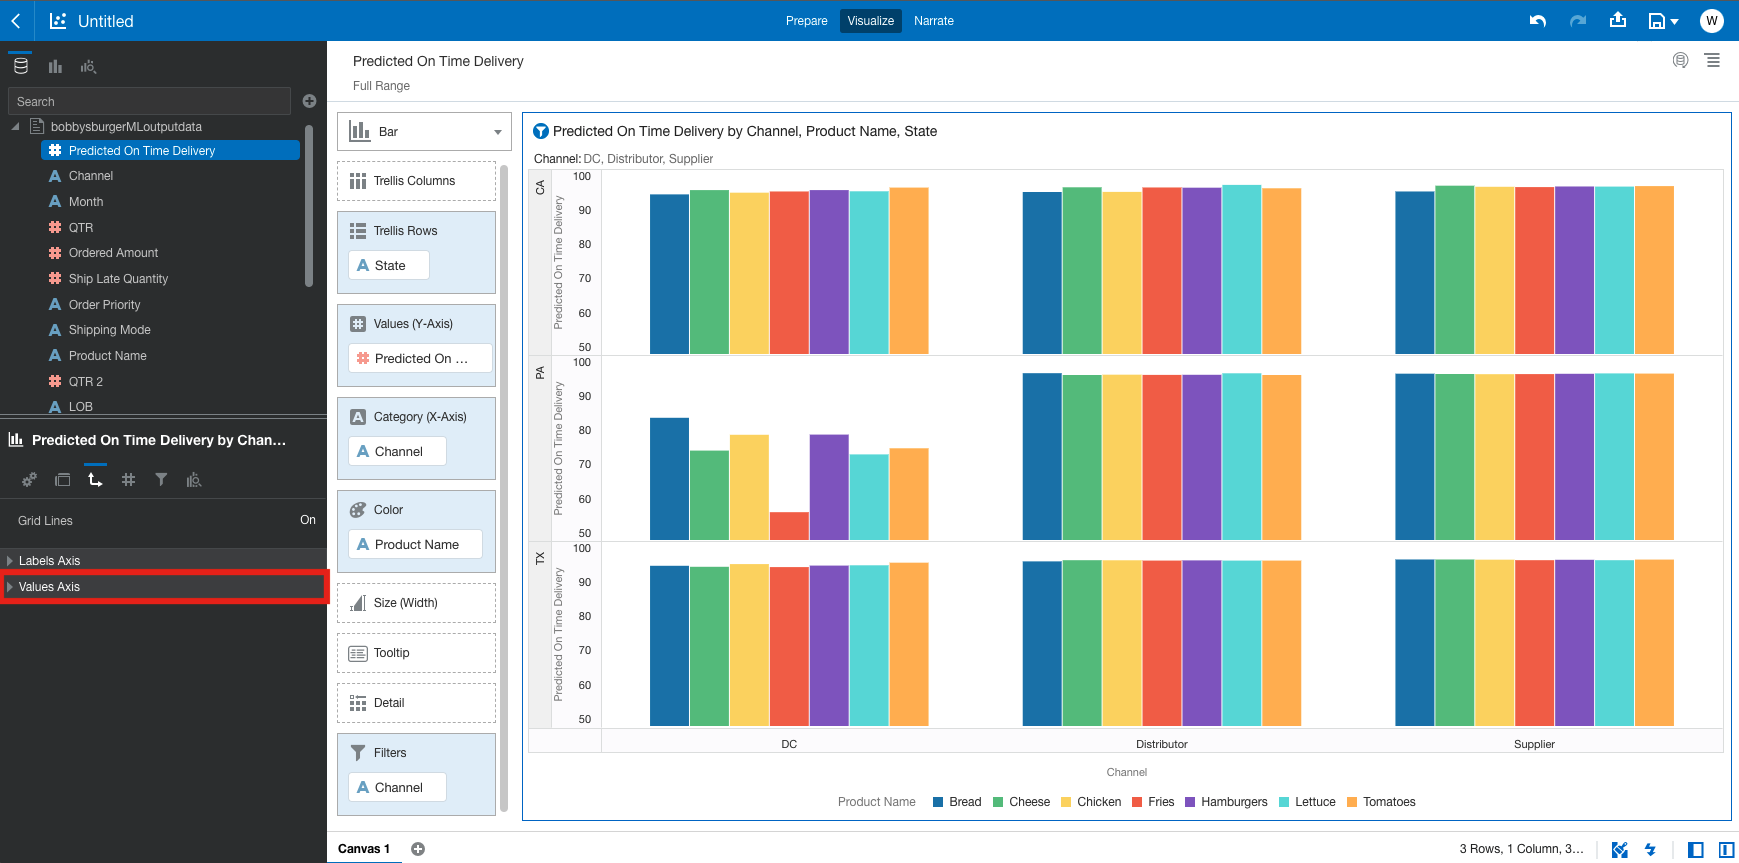 Untitled
Prepare
Visualize
Narrate
W
Search
bobbysburgerMLoutputdata
Predicted On Time Delivery
A Channel
A Month
QTR
Ordered Amount
Ship Late Quantity
A Order Priority
A Shipping Mode
A Product Name
QTR 2
A LOB
Predicted On Time Delivery by Chan...
Grid Lines
On
Labels Axis
Values Axis
Predicted On Time Delivery
Full Range
Bar
Trellis Columns
Trellis Rows
A State
Values (Y-Axis)
Predicted On ...
A Category (X-Axis)
A Channel
Color
A Product Name
Size (Width)
Tooltip
Detail
Filters
A Channel
Predicted On Time Delivery by Channel, Product Name, State
Channel: DC, Distributor, Supplier
CA
Predicted On Time Delivery
100
90
80
70
60
50
PA
Predicted On Time Delivery
100
90
80
70
60
50
TX
Predicted On Time Delivery
100
90
80
70
60
50
DC
Distributor
Supplier
Channel
Product Name
Bread
Cheese
Chicken
Fries
Hamburgers
Lettuce
Tomatoes
Canvas 1
3 Rows, 1 Column, 3...